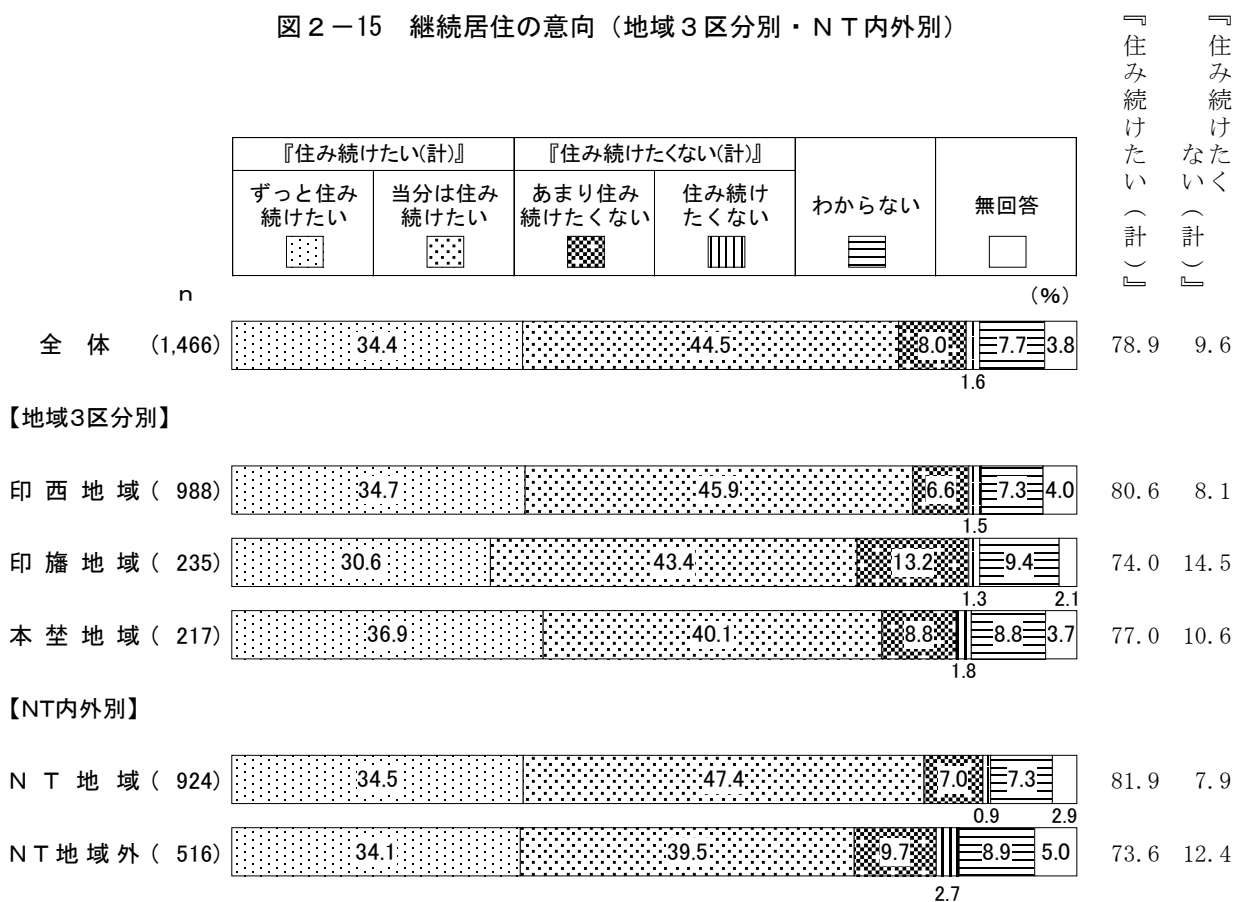 図２－15 継続居住の意向（地域３区分別・ＮＴ内外別）
『住み続けたい（計）』
『住み続けたくない（計）』
『住み続けたい(計)』 『住み続けたくない(計)』
ずっと住み続けたい 当分は住み続けたい あまり住み続けたくない 住み続けたくない わからない 無回答
n (%)
全体 (1,466) 34.4 44.5 8.0 7.7 3.8 78.9 9.6
1.6
【地域3区分別】
印西地域 ( 988) 34.7 45.9 6.6 7.3 4.0 80.6 8.1
1.5
印旛地域 ( 235) 30.6 43.4 13.2 9.4 74.0 14.5
1.3 2.1
本埜地域 ( 217) 36.9 40.1 8.8 8.8 3.7 77.0 10.6
1.8
【NT内外別】
ＮＴ地域 ( 924) 34.5 47.4 7.0 7.3 81.9 7.9
0.9 2.9
ＮＴ地域外 ( 516) 34.1 39.5 9.7 8.9 5.0 73.6 12.4
2.7